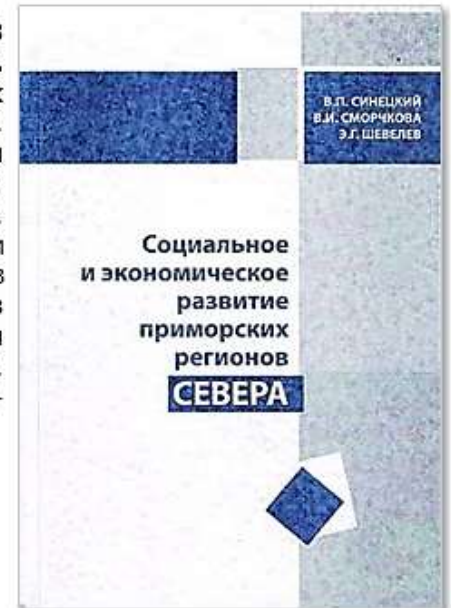 В.П. СИНЕЦКИЙ
В.И. СМОРЧКОВА
Э.Г. ШЕВЕЛЕВ
Социальное
и экономическое
развитие
приморских
регионов
СЕВЕРА